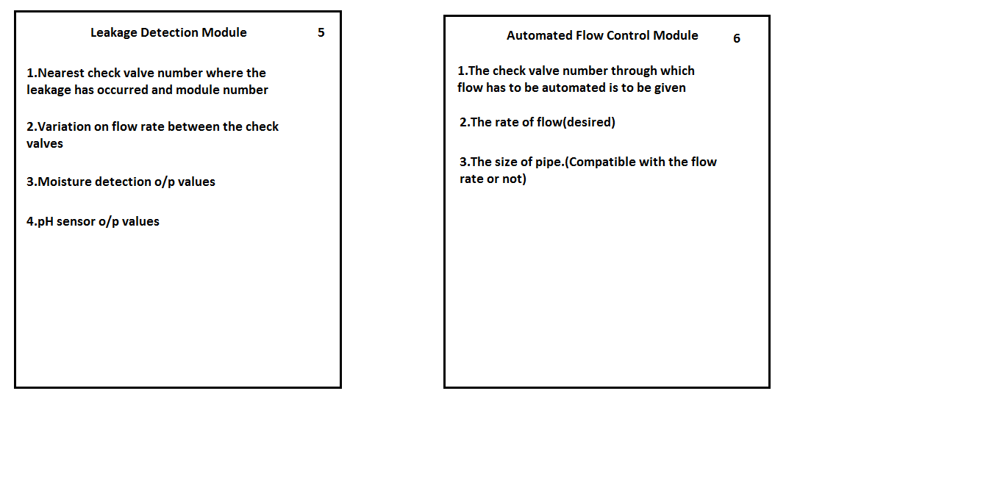 Leakage Detection Module 5
1.Nearest check valve number where the
leakage has occurred and module number
2.Variation on flow rate between the check
valves
3.Moisture detection o/p values
4.pH sensor o/p values
Automated Flow Control Module 6
1.The check valve number through which
flow has to be automated is to be given
2.The rate of flow(desired)
3.The size of pipe.(Compatible with the flow
rate or not)